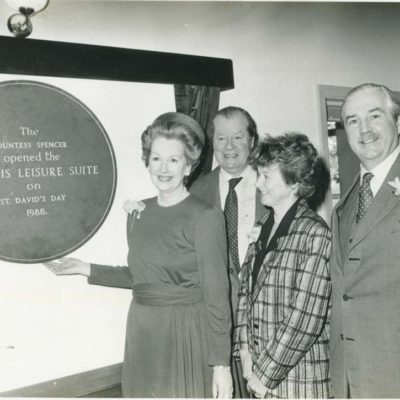 The
OUNTESS SPENCER
opened the
IS LEISURE SUITE
on
ST. DAVID'S DAY
1988.